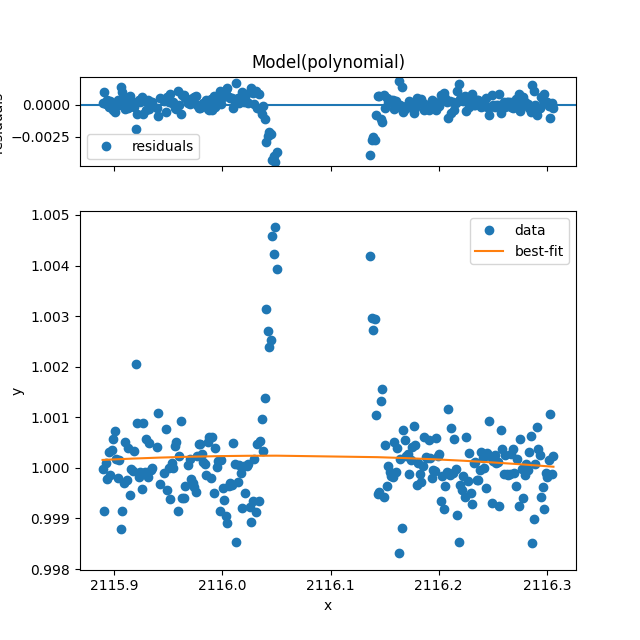 Model(polynomial)
0.0000
−0.0025
residuals
residuals
1.005
1.004
1.003
1.002
1.001
1.000
0.999
0.998
data
best-fit
y
2115.9
2116.0
2116.1
2116.2
2116.3
x